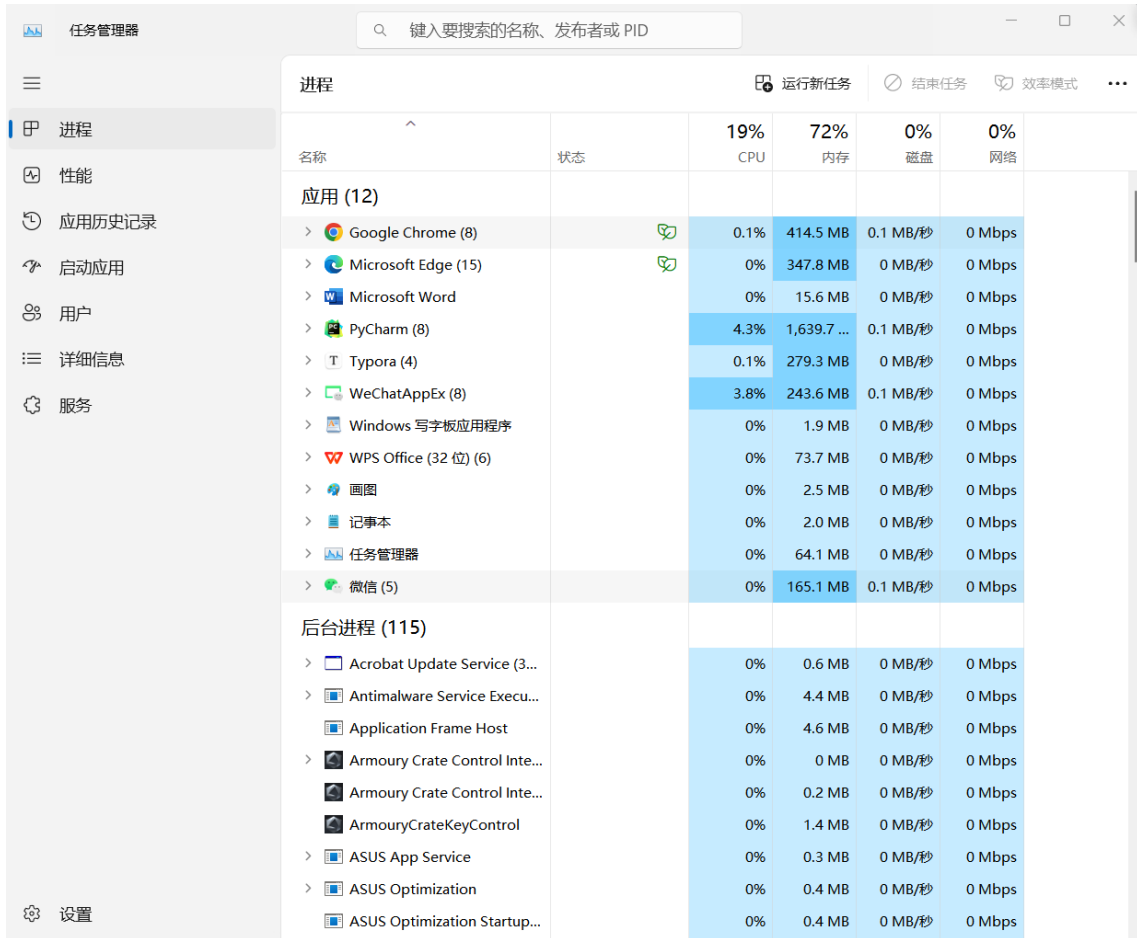 任务管理器
键入要搜索的名称、发布者或 PID
进程
运行新任务 结束任务 效率模式
进程
性能
应用历史记录
启动应用
用户
详细信息
服务
设置
19% 72% 0% 0%
名称 状态 CPU 内存 磁盘 网络
应用 (12)
Google Chrome (8) 0.1% 414.5 MB 0.1 MB/秒 0 Mbps
Microsoft Edge (15) 0% 347.8 MB 0 MB/秒 0 Mbps
Microsoft Word 0% 15.6 MB 0 MB/秒 0 Mbps
PyCharm (8) 4.3% 1,639.7 ... 0.1 MB/秒 0 Mbps
Typora (4) 0.1% 279.3 MB 0 MB/秒 0 Mbps
WeChatAppEx (8) 3.8% 243.6 MB 0.1 MB/秒 0 Mbps
Windows 写字板应用程序 0% 1.9 MB 0 MB/秒 0 Mbps
WPS Office (32 位) (6) 0% 73.7 MB 0 MB/秒 0 Mbps
画图 0% 2.5 MB 0 MB/秒 0 Mbps
记事本 0% 2.0 MB 0 MB/秒 0 Mbps
任务管理器 0% 64.1 MB 0 MB/秒 0 Mbps
微信 (5) 0% 165.1 MB 0.1 MB/秒 0 Mbps
后台进程 (115)
Acrobat Update Service (3... 0% 0.6 MB 0 MB/秒 0 Mbps
Antimalware Service Execu... 0% 4.4 MB 0 MB/秒 0 Mbps
Application Frame Host 0% 4.6 MB 0 MB/秒 0 Mbps
Armoury Crate Control Inte... 0% 0 MB 0 MB/秒 0 Mbps
Armoury Crate Control Inte... 0% 0.2 MB 0 MB/秒 0 Mbps
ArmouryCrateKeyControl 0% 1.4 MB 0 MB/秒 0 Mbps
ASUS App Service 0% 0.3 MB 0 MB/秒 0 Mbps
ASUS Optimization 0% 0.4 MB 0 MB/秒 0 Mbps
ASUS Optimization Startup... 0% 0.4 MB 0 MB/秒 0 Mbps